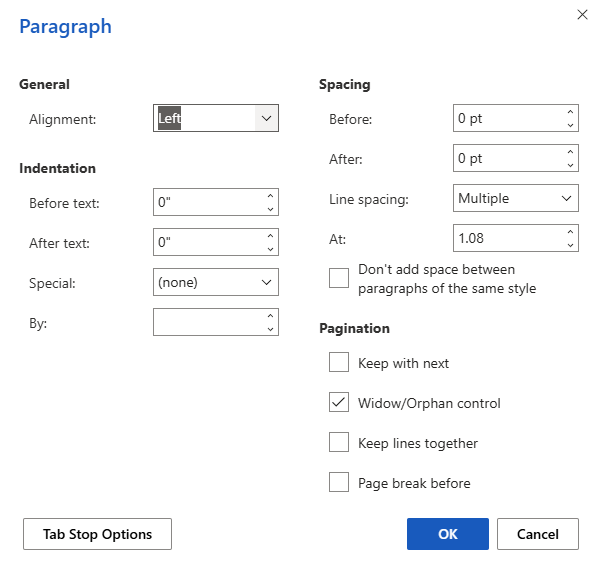 Paragraph
General
Alignment: Left
Indentation
Before text: 0"
After text: 0"
Special: (none)
By:
Spacing
Before: 0 pt
After: 0 pt
Line spacing: Multiple
At: 1.08
Don't add space between
paragraphs of the same style
Pagination
Keep with next
Widow/Orphan control
Keep lines together
Page break before
Tab Stop Options
OK
Cancel